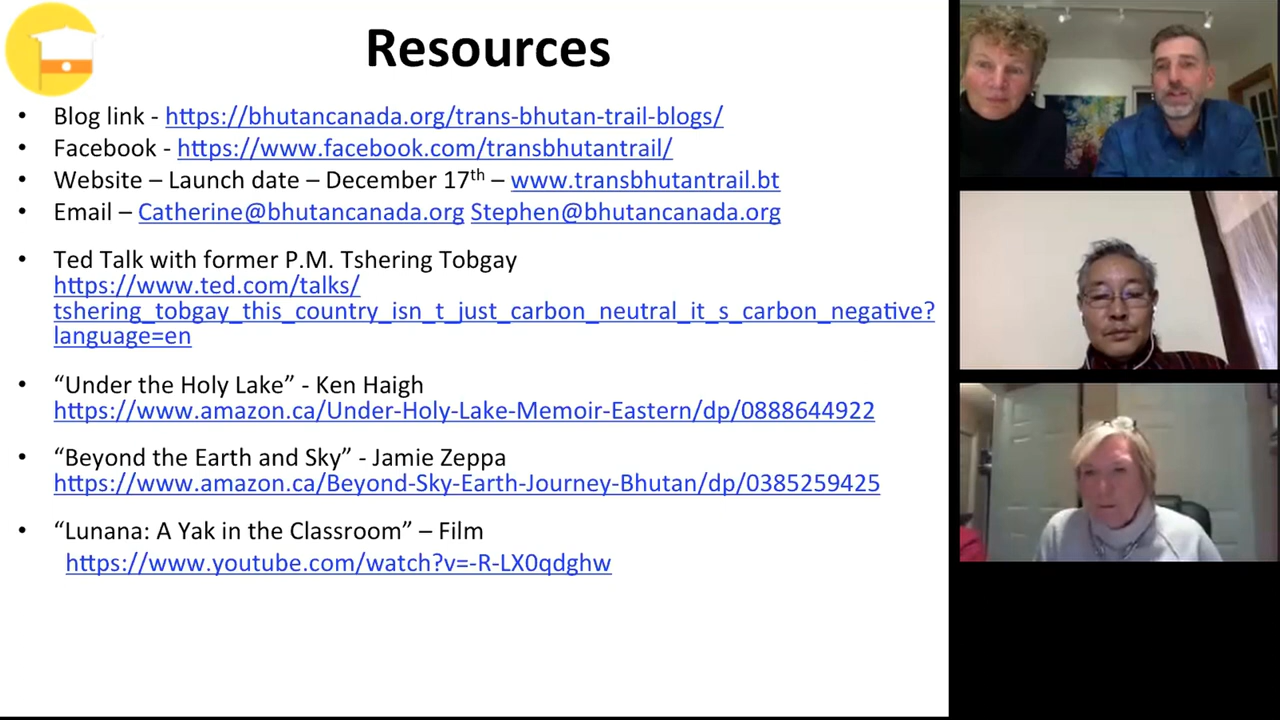 Resources
• Blog link - https://bhutancanada.org/trans-bhutan-trail-blogs/
• Facebook - https://www.facebook.com/transbhutantrail/
• Website – Launch date – December 17th – www.transbhutantrail.bt
• Email – Catherine@bhutancanada.org Stephen@bhutancanada.org
• Ted Talk with former P.M. Tshering Tobgay
https://www.ted.com/talks/
tshering_tobgay_this_country_isn_t_just_carbon_neutral_it_s_carbon_negative?
language=en
• “Under the Holy Lake” - Ken Haigh
https://www.amazon.ca/Under-Holy-Lake-Memoir-Eastern/dp/0888644922
• “Beyond the Earth and Sky” - Jamie Zeppa
https://www.amazon.ca/Beyond-Sky-Earth-Journey-Bhutan/dp/0385259425
• “Lunana: A Yak in the Classroom” – Film
https://www.youtube.com/watch?v=-R-LX0qdghw